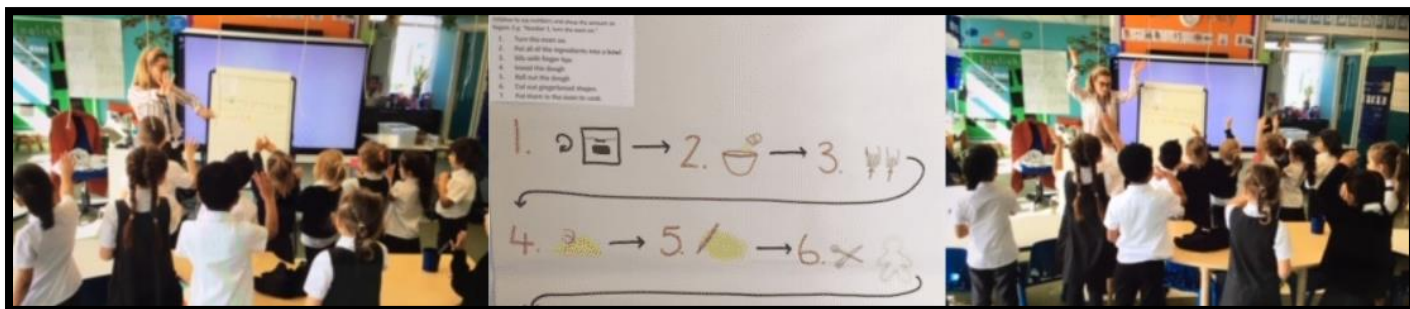 initiative to say numbers and show the amount on
fingers. E.g. "Number 1, turn the oven on."
1. Turn the oven on
2. Put all of the ingredients into a bowl
3. Mix with finger tips
4. Knead the dough
5. Roll out the dough
6. Cut out gingerbread shapes
7. Put them in the oven to cook.
1. 2. 3.
4. 5. 6.